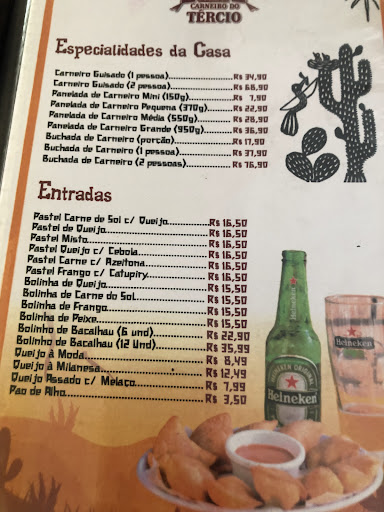 CARNEIRO DO
TÉRCIO
Especialidades da Casa
Carneiro Guisado (1 pessoa)....................R$ 34,90
Carneiro Guisado (2 pessoa)....................R$ 66,90
Panelada de Carneiro Mini (150g)..........R$ 7,90
Panelada de Carneiro Pequena (370g)....R$ 22,90
Panelada de Carneiro Média (550g)........R$ 28,90
Panelada de Carneiro Grande (950g)......R$ 36,90
Buchada de Carneiro (porção)................R$ 17,90
Buchada de Carneiro (1 pessoa)..............R$ 37,90
Buchada de Carneiro (2 pessoas)............R$ 76,90
Entradas
Pastel Carne de Sol c/ Queijo..............R$ 16,50
Pastel de Queijo..............R$ 16,50
Pastel Misto..............R$ 16,50
Pastel Queijo c/ Cebola..............R$ 16,50
Pastel Carne c/ Azeitona..............R$ 16,50
Pastel Frango c/ Catupiry..............R$ 16,50
Bolinha de Queijo..............R$ 15,50
Bolinha de Carne do Sol..............R$ 15,50
Bolinha de Frango..............R$ 15,50
Bolinha de Peixe..............R$ 15,50
Bolinho de Bacalhau (6 und)..............R$ 22,90
Bolinho de Bacalhau (12 Und)..............R$ 35,99
Queijo à Moda..............R$ 8,49
Queijo à Milanesa..............R$ 12,49
Queijo Assado c/ Melaço..............R$ 7,99
Pao de Alho..............R$ 3,50
Heineken
Heineken